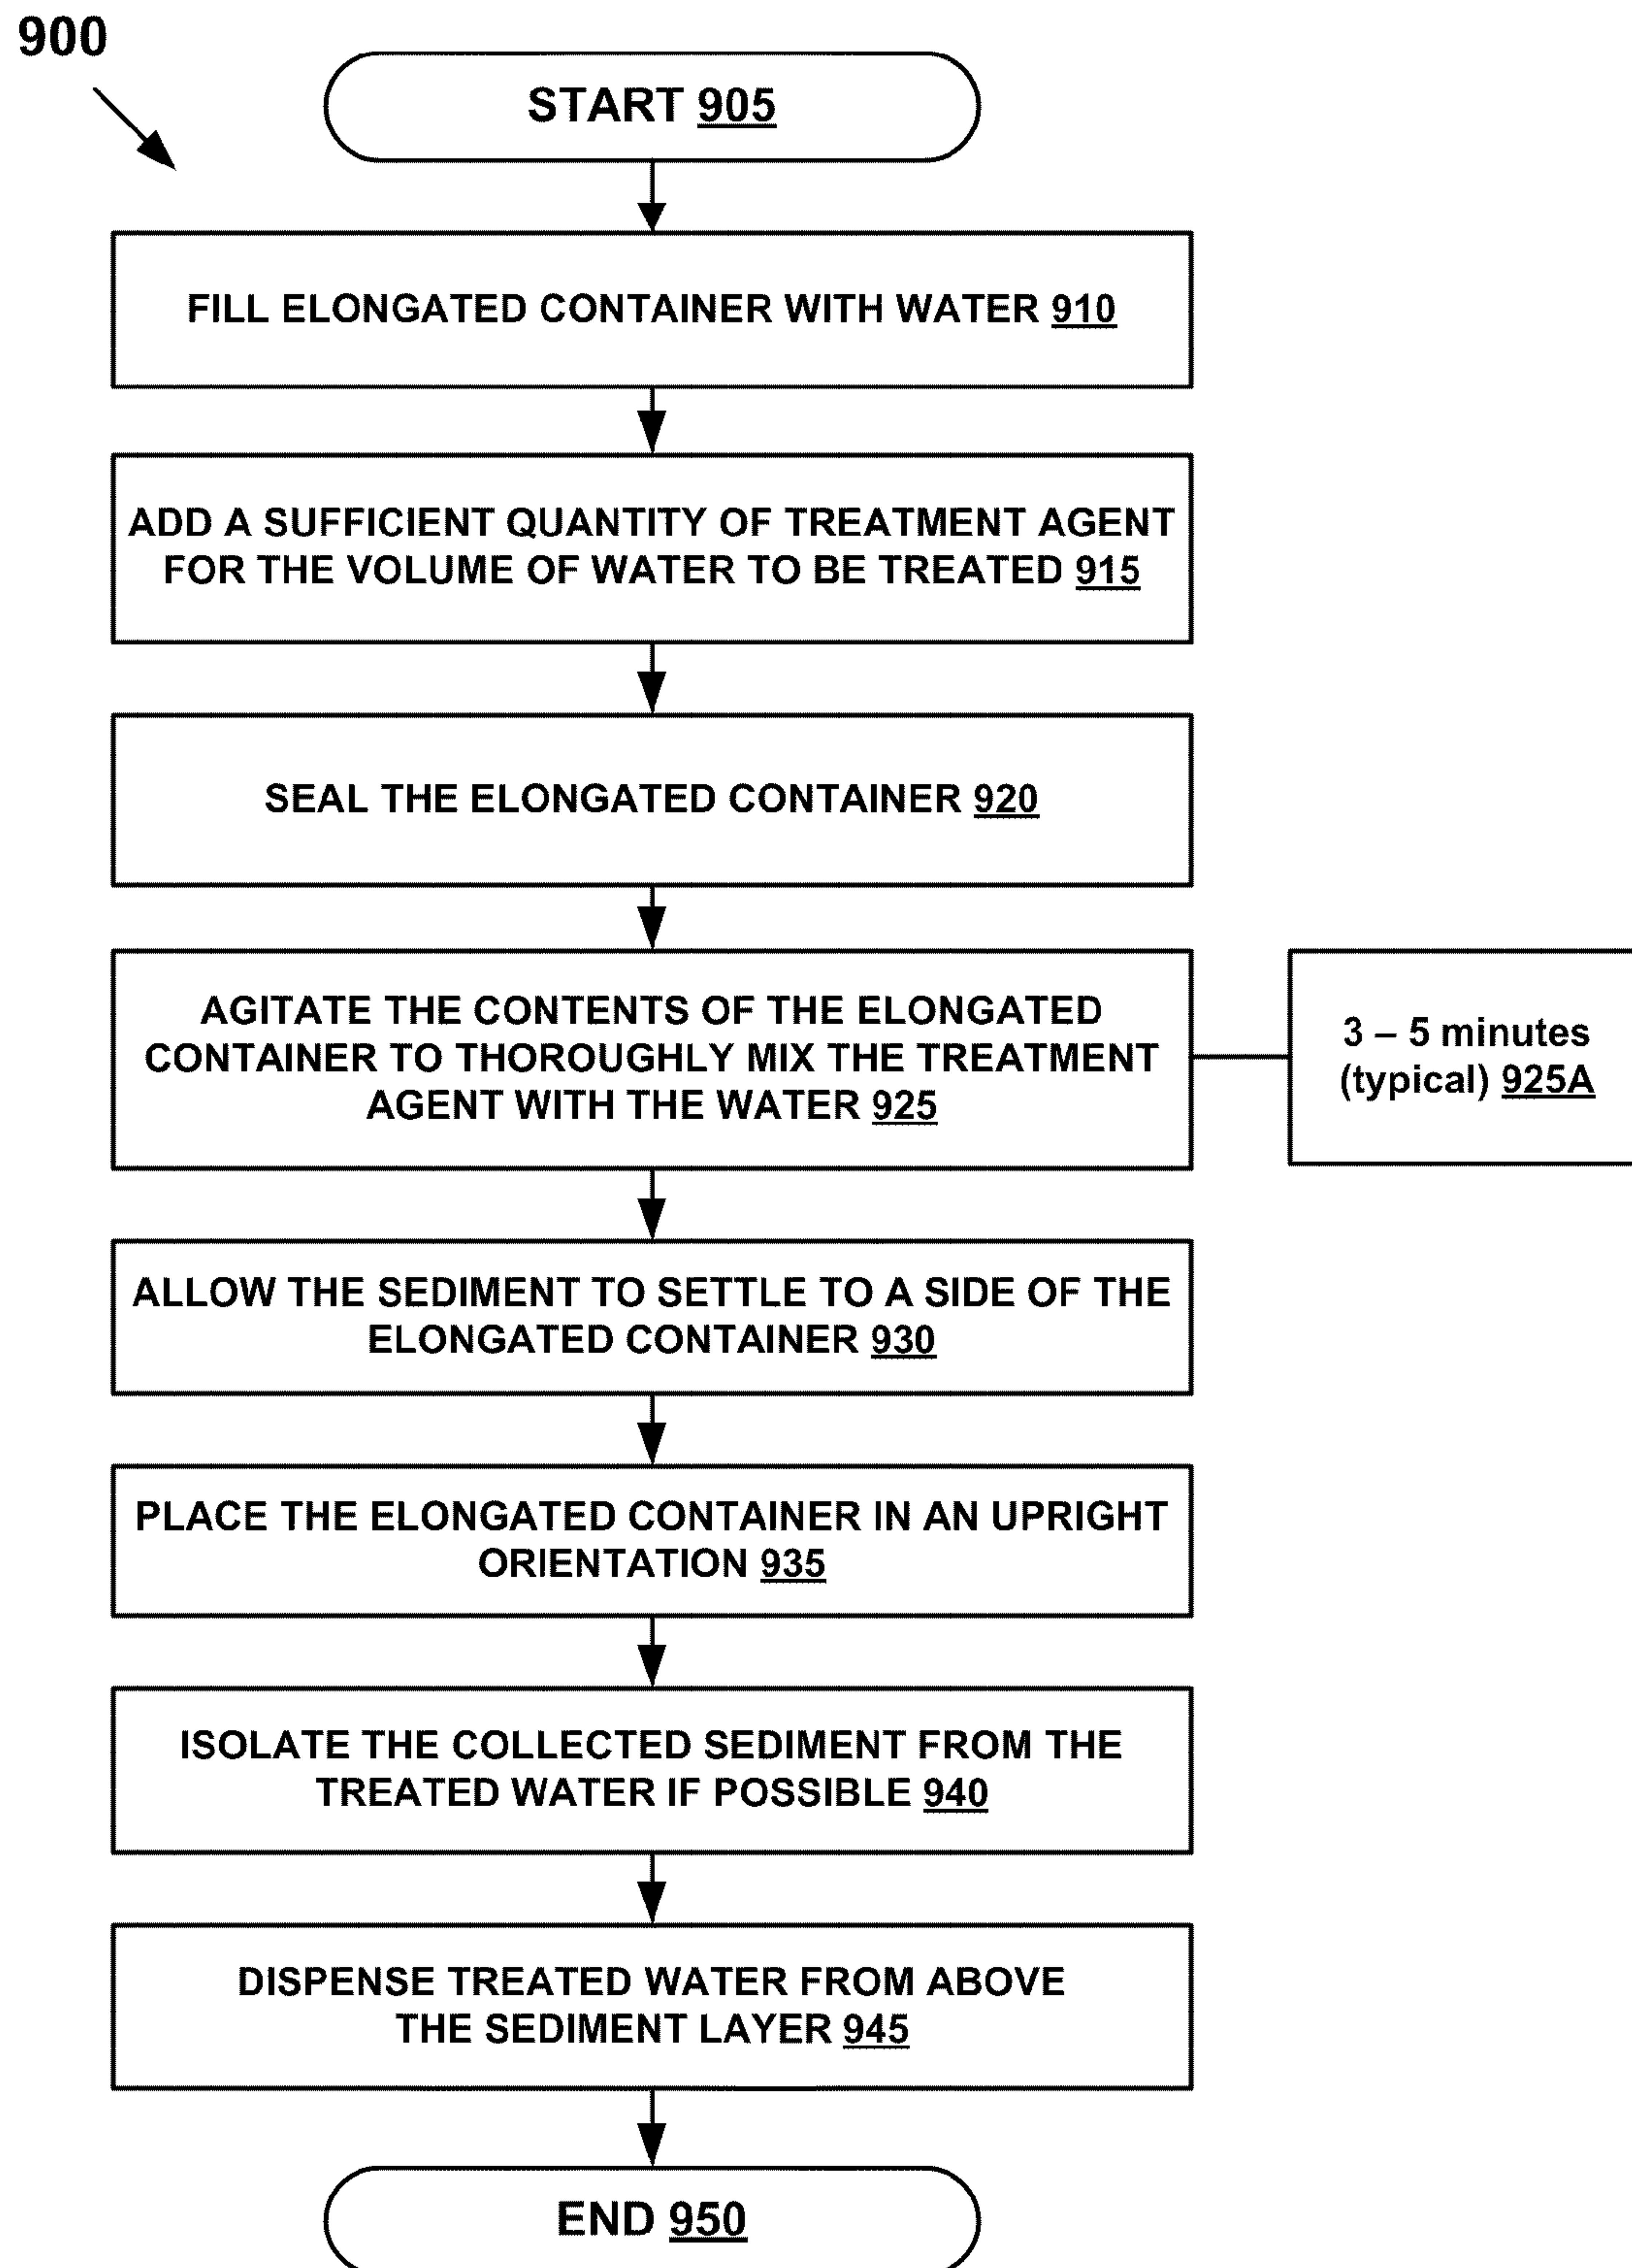 900
START 905
FILL ELONGATED CONTAINER WITH WATER 910
ADD A SUFFICIENT QUANTITY OF TREATMENT AGENT
FOR THE VOLUME OF WATER TO BE TREATED 915
SEAL THE ELONGATED CONTAINER 920
AGITATE THE CONTENTS OF THE ELONGATED
CONTAINER TO THOROUGHLY MIX THE TREATMENT
AGENT WITH THE WATER 925
3 – 5 minutes
(typical) 925A
ALLOW THE SEDIMENT TO SETTLE TO A SIDE OF THE
ELONGATED CONTAINER 930
PLACE THE ELONGATED CONTAINER IN AN UPRIGHT
ORIENTATION 935
ISOLATE THE COLLECTED SEDIMENT FROM THE
TREATED WATER IF POSSIBLE 940
DISPENSE TREATED WATER FROM ABOVE
THE SEDIMENT LAYER 945
END 950